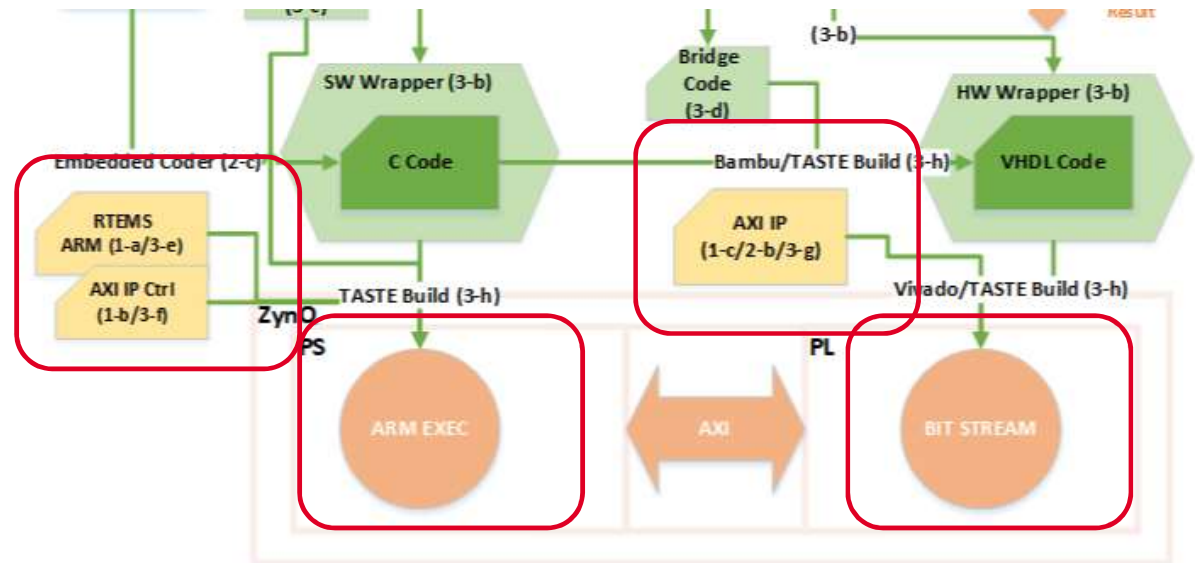 (3-e)
Result
(3-b)
Bridge
Code
(3-d)
SW Wrapper (3-b)
HW Wrapper (3-b)
Embedded Coder (2-c)
C Code
Bambu/TASTE Build (3-h)
VHDL Code
RTEMS
ARM (1-a/3-e)
AXI IP
(1-c/2-b/3-g)
AXI IP Ctrl
(1-b/3-f)
TASTE Build (3-h)
Vivado/TASTE Build (3-h)
ZynQ
PS
PL
ARM EXEC
AXI
BIT STREAM